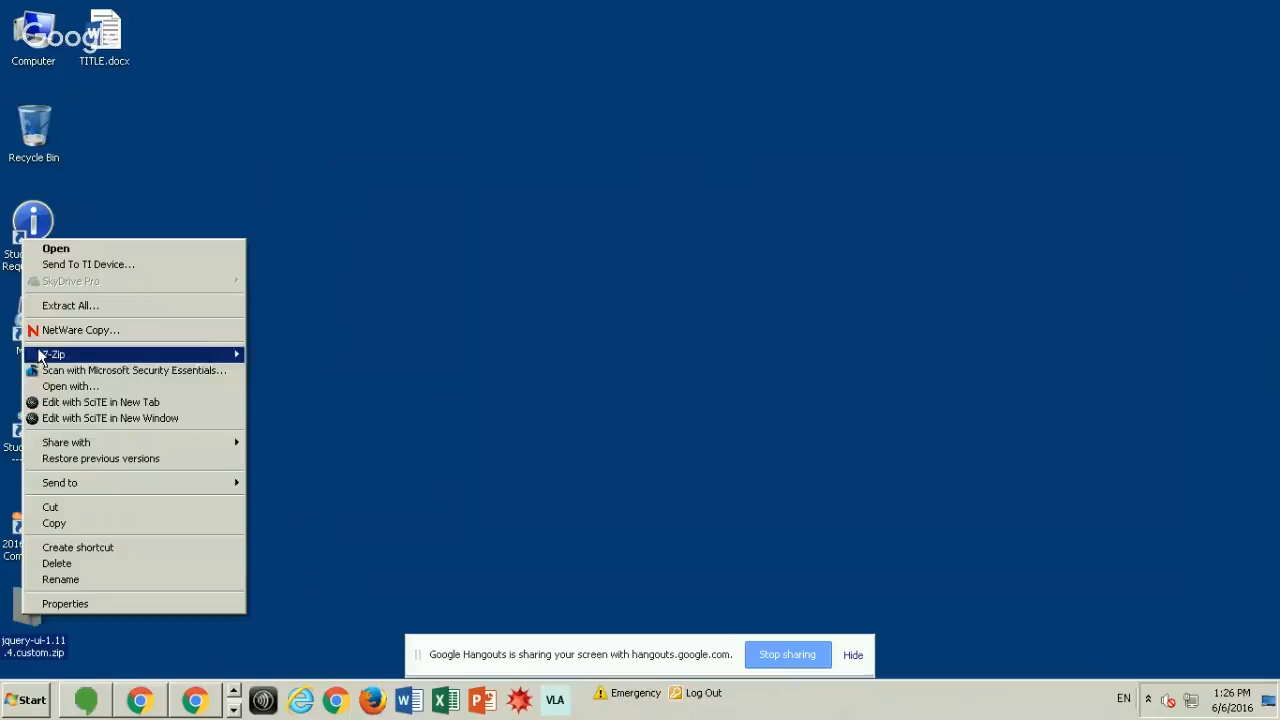 Google
Computer
TITLE.docx
Recycle Bin
Open
Send To TI Device...
SkyDrive Pro
Extract All...
NetWare Copy...
7-Zip
Scan with Microsoft Security Essentials...
Open with...
Edit with SciTE in New Tab
Edit with SciTE in New Window
Share with
Restore previous versions
Send to
Cut
Copy
Create shortcut
Delete
Rename
Properties
jquery-ui-1.11
.4.custom.zip
Google Hangouts is sharing your screen with hangouts.google.com.
Stop sharing
Hide
Start
VLA
Emergency
Log Out
EN
1:26 PM
6/6/2016